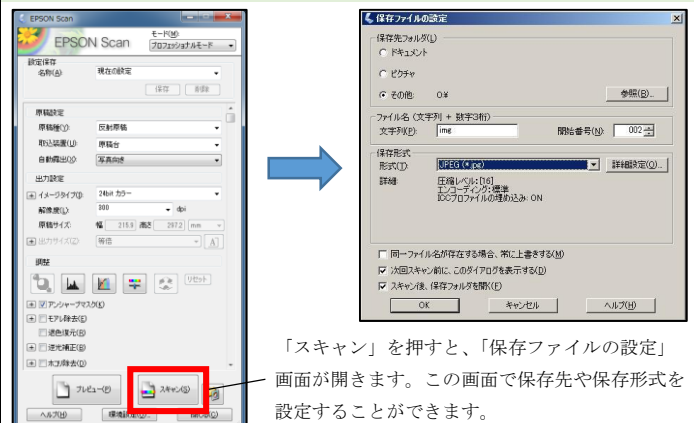 EPSON Scan
EPSON Scan
モード(M)
プロフェッショナルモード
設定保存
名称(A)
現在の設定
保存
削除
原稿設定
原稿種(Y):
反射原稿
取込装置(U):
原稿台
自動露出(X)
写真向き
出力設定
イメージタイプ(I)
24bit カラー
解像度(L):
300
dpi
原稿サイズ:
幅
215.9
高さ
297.2
mm
出力サイズ(Z):
等倍
調整
リセット
アンシャープマスク(K)
モアレ除去(E)
退色復元(R)
逆光補正(B)
ホコリ除去(Q)
プレビュー(P)
スキャン(S)
ヘルプ(H)
保存ファイルの設定
保存先フォルダ(L)
ドキュメント
ピクチャ
その他:
O:¥
参照(B)...
ファイル名 (文字列 + 数字3桁)
文字列(P):
img
開始番号(N):
002
保存形式
形式(T):
JPEG (*.jpg)
詳細設定(O)...
詳細:
圧縮レベル:[16]
エンコーディング:標準
ICCプロファイルの埋め込み: ON
同一ファイル名が存在する場合、常に上書きする(M)
次回スキャン前に、このダイアログを表示する(D)
スキャン後、保存フォルダを開く(F)
OK
キャンセル
ヘルプ(H)
「スキャン」を押すと、「保存ファイルの設定」
画面が開きます。この画面で保存先や保存形式を
設定することができます。